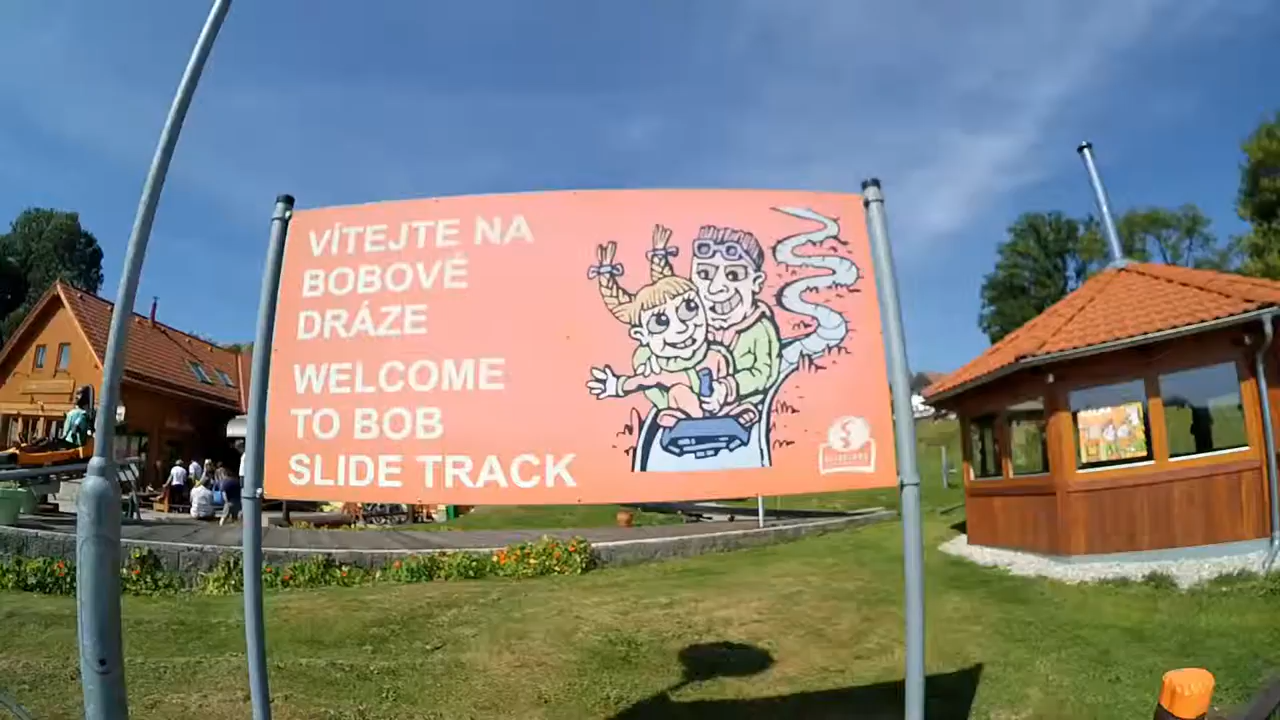 VÍTEJTE NA
BOBOVÉ
DRÁZE
WELCOME
TO BOB
SLIDE TRACK